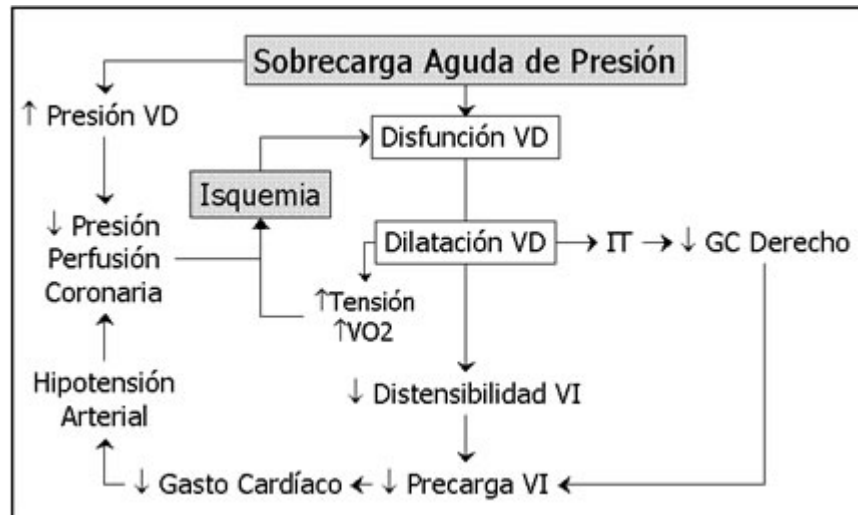 Sobrecarga Aguda de Presión
↑ Presión VD
Disfunción VD
Isquemia
↓ Presión
Perfusión
Coronaria
Dilatación VD → IT → ↓ GC Derecho
↑Tensión
↑VO2
Hipotensión
Arterial
↓ Distensibilidad VI
↓ Gasto Cardíaco ← ↓ Precarga VI